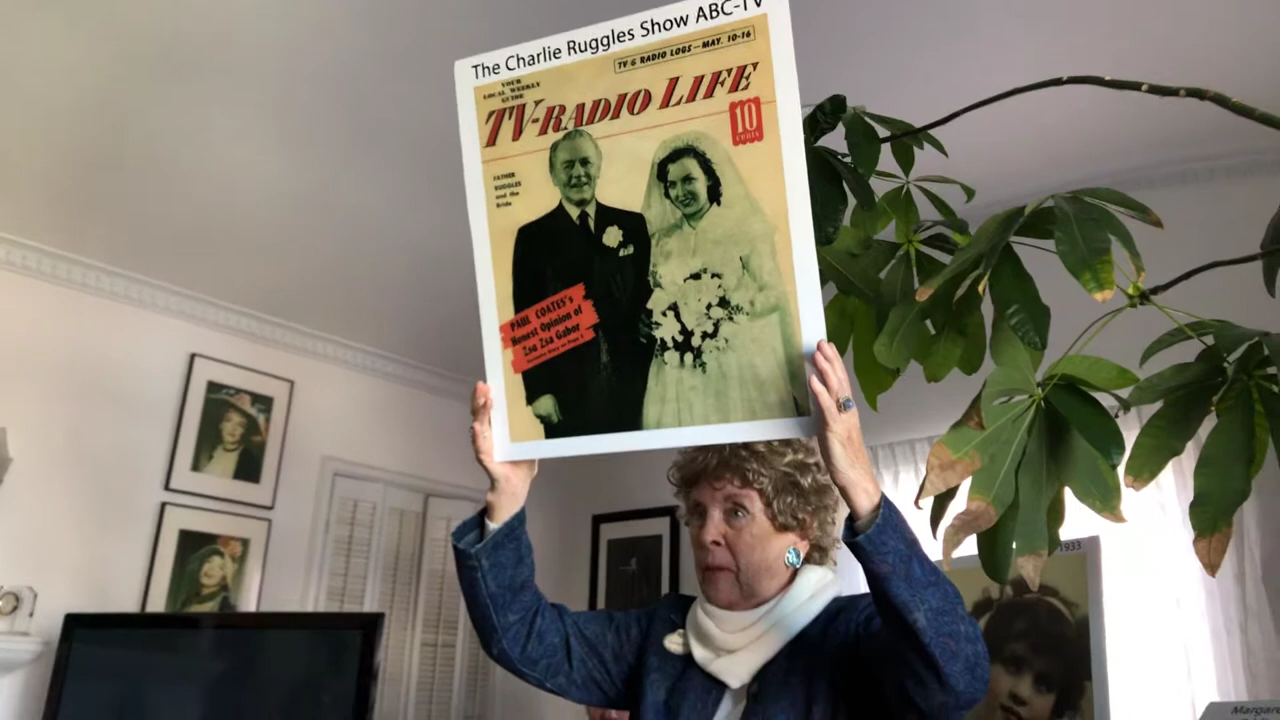 The Charlie Ruggles Show ABC-TV
TV & RADIO LOGS—MAY. 10-16
YOUR
LOCAL WEEKLY
GUIDE
TV-RADIO LIFE
10
cents
FATHER
RUGGLES
and the
Bride
PAUL COATES's
Honest Opinion of
Zsa Zsa Gabor
1933
Margare